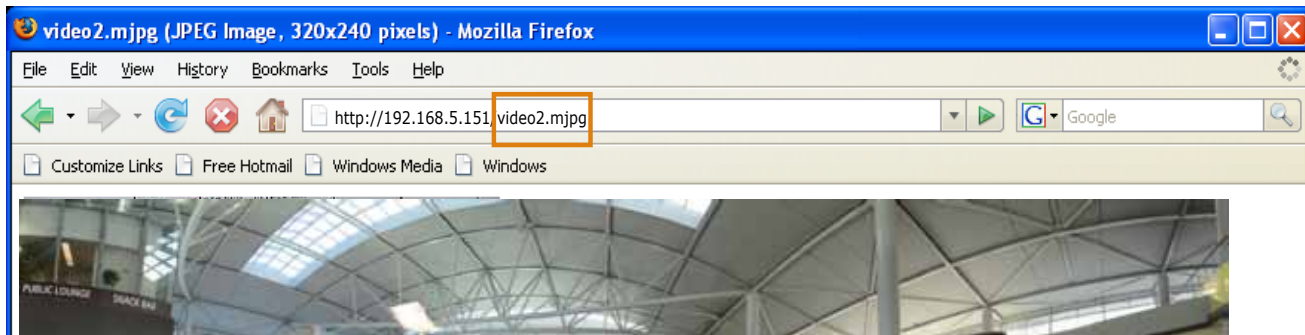 video2.mjpg (JPEG Image, 320x240 pixels) - Mozilla Firefox
File Edit View History Bookmarks Tools Help
http://192.168.5.151/video2.mjpg Google
Customize Links Free Hotmail Windows Media Windows
PUBLIC LOUNGE SNACK BAR